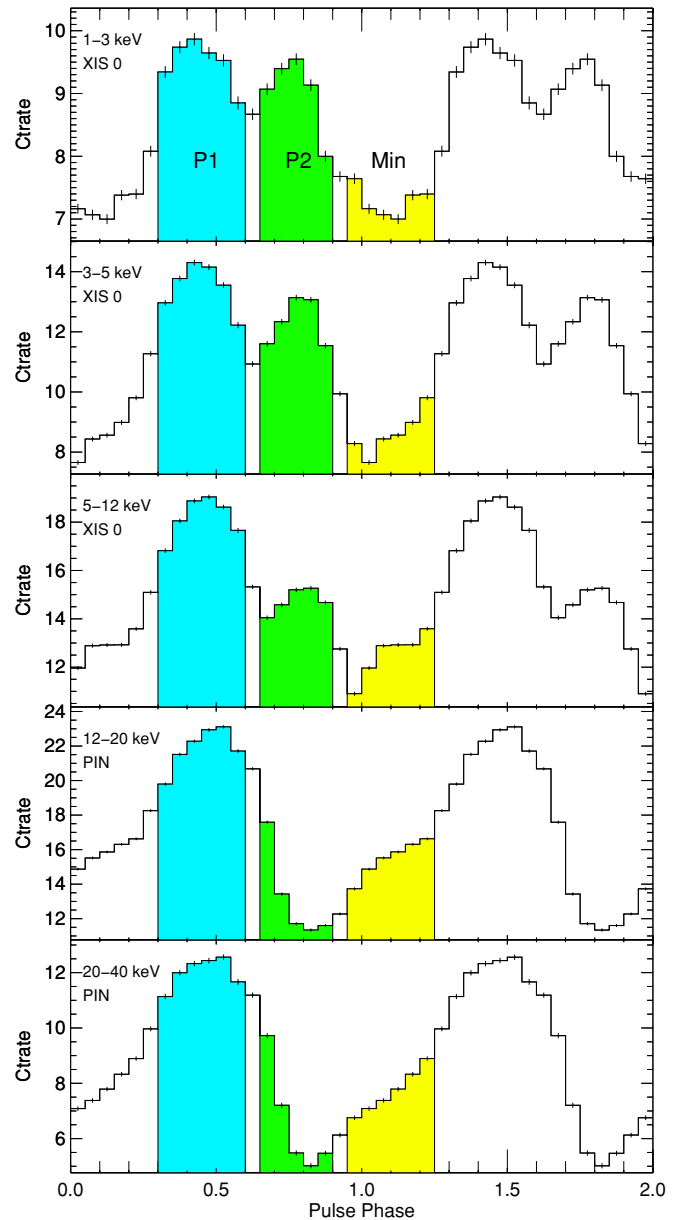 10
9
8
7
Ctrate
1–3 keV
XIS 0
P1
P2
Min
14
12
10
8
Ctrate
3–5 keV
XIS 0
18
16
14
12
Ctrate
5–12 keV
XIS 0
24
22
20
18
16
14
12
Ctrate
12–20 keV
PIN
12
10
8
6
Ctrate
20–40 keV
PIN
0.0 0.5 1.0 1.5 2.0
Pulse Phase